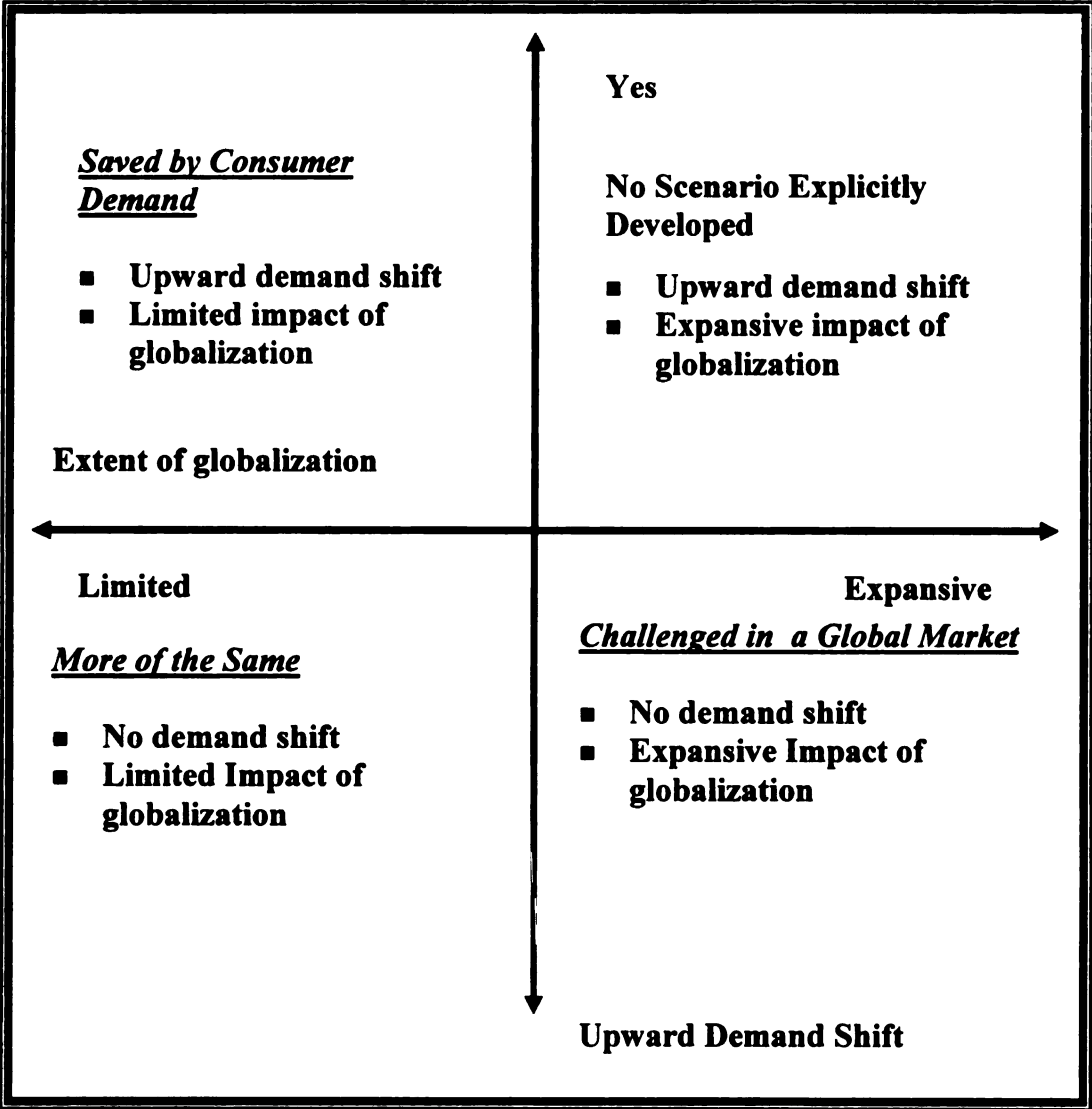 Yes
Saved by Consumer
Demand
▪ Upward demand shift
▪ Limited impact of
globalization
No Scenario Explicitly
Developed
▪ Upward demand shift
▪ Expansive impact of
globalization
Extent of globalization
Limited
Expansive
More of the Same
▪ No demand shift
▪ Limited Impact of
globalization
Challenged in a Global Market
▪ No demand shift
▪ Expansive Impact of
globalization
Upward Demand Shift